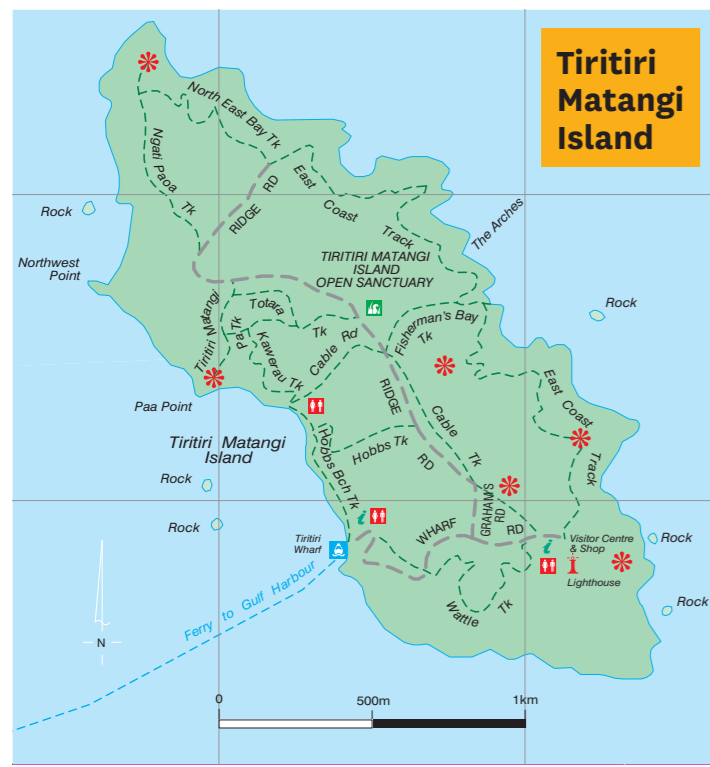 Tiritiri
Matangi
Island
North East Bay Tk
Ngati Paoa
Tk
RIDGE
RD
East
Coast
Track
The Arches
Rock
Northwest
Point
TIRITIRI MATANGI
ISLAND
OPEN SANCTUARY
Rock
Tiritiri Matangi
Pa Tk
Totara
Tk
Kawerau Tk
Cable Rd
Fisherman's Bay
Tk
Paa Point
RIDGE
RD
Cable
Tk
East Coast
Track
Tiritiri Matangi
Island
Hobbs Tk
Hobbs Bch Tk
Rock
Rock
i
WHARF
RD
GRAHAM'S
RD
Tiritiri
Wharf
i
Visitor Centre
& Shop
Lighthouse
Rock
Rock
Wattle
Tk
Ferry to Gulf Harbour
N
0
500m
1km